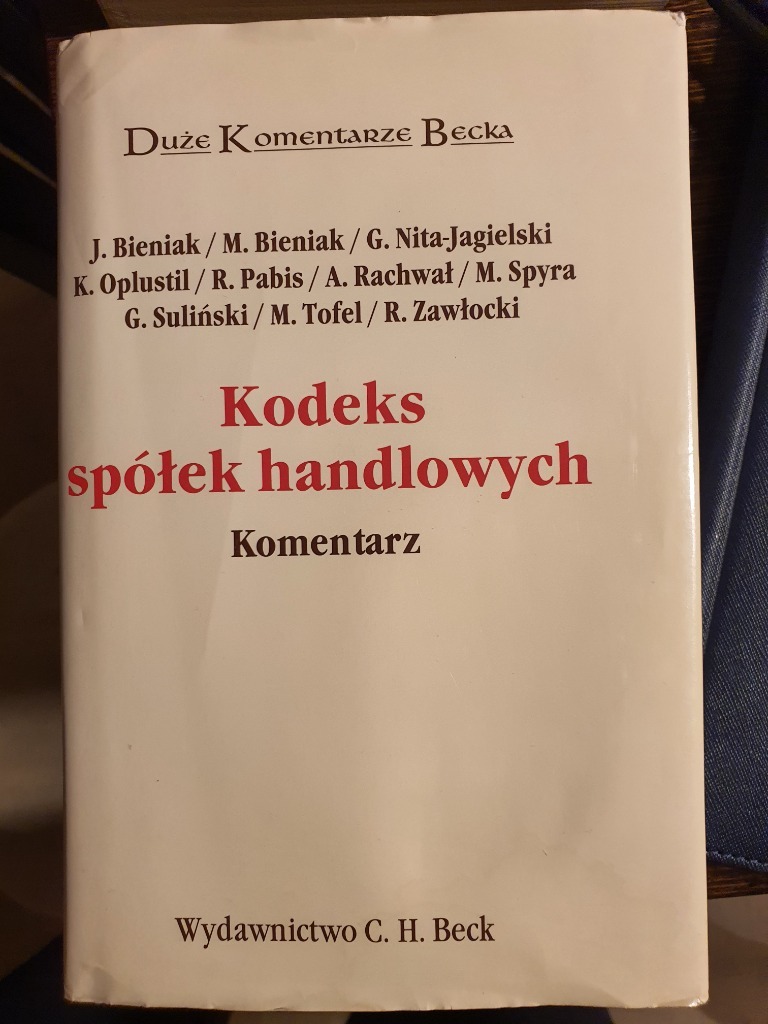 Duże Komentarze Becka
J. Bieniak / M. Bieniak / G. Nita-Jagielski
K. Oplustil / R. Pabis / A. Rachwał / M. Spyra
G. Suliński / M. Tofel / R. Zawłocki
Kodeks
spółek handlowych
Komentarz
Wydawnictwo C. H. Beck